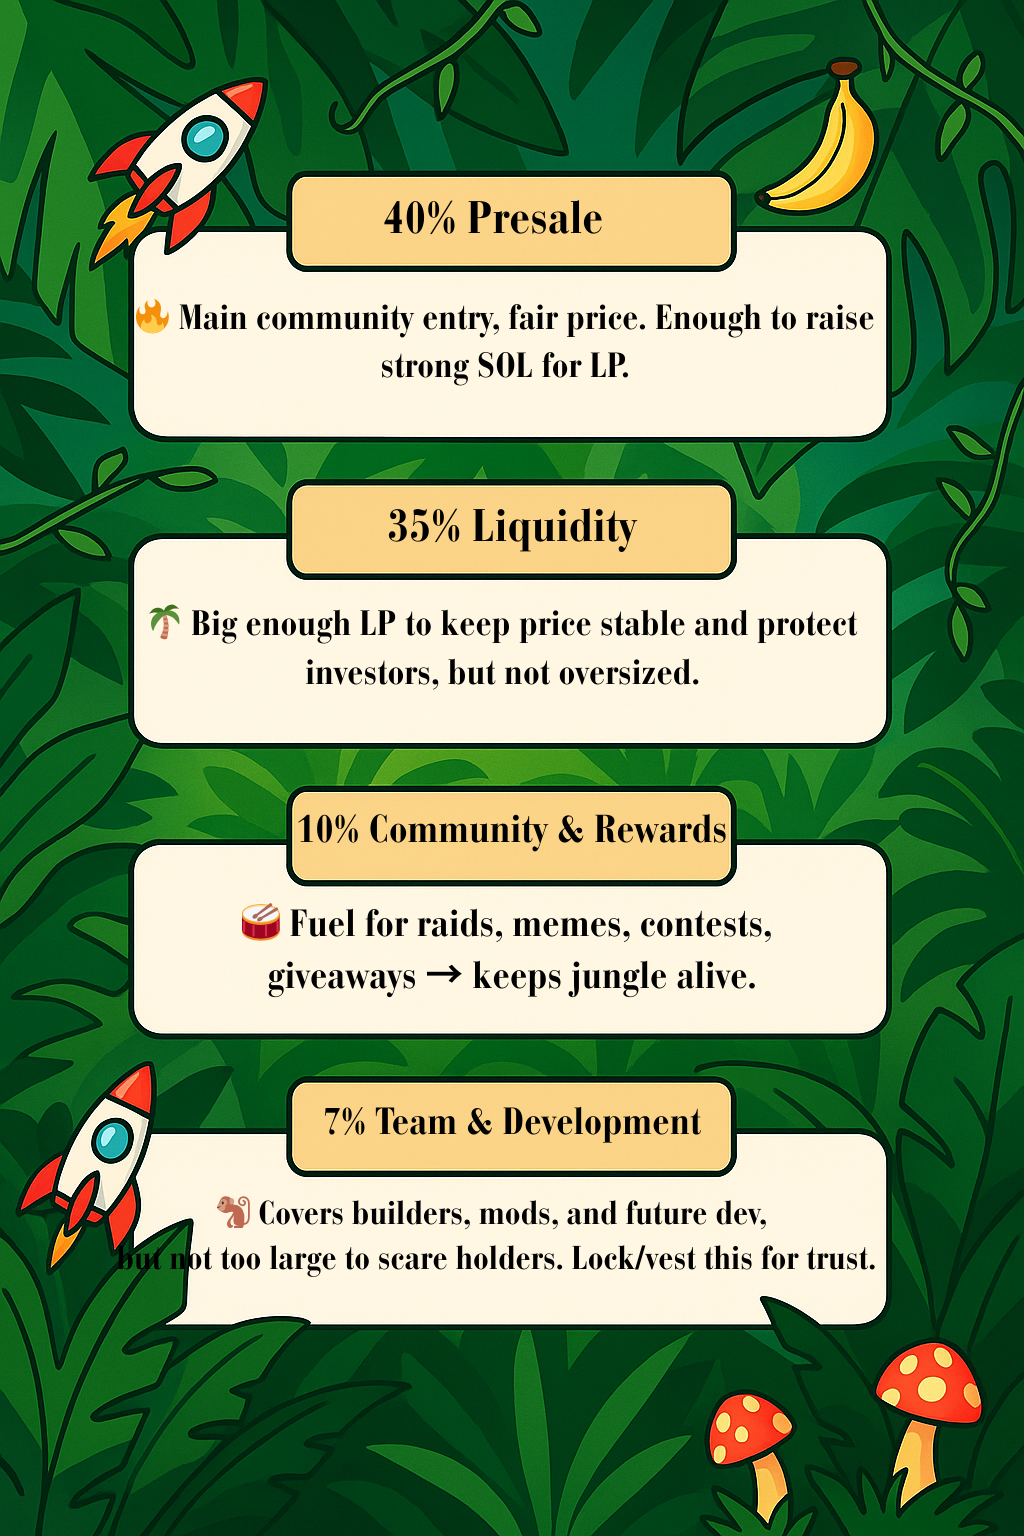 40% Presale
🔥 Main community entry, fair price. Enough to raise
strong SOL for LP.
35% Liquidity
🌴 Big enough LP to keep price stable and protect
investors, but not oversized.
10% Community & Rewards
🥁 Fuel for raids, memes, contests,
giveaways → keeps jungle alive.
7% Team & Development
🐒 Covers builders, mods, and future dev,
but not too large to scare holders. Lock/vest this for trust.